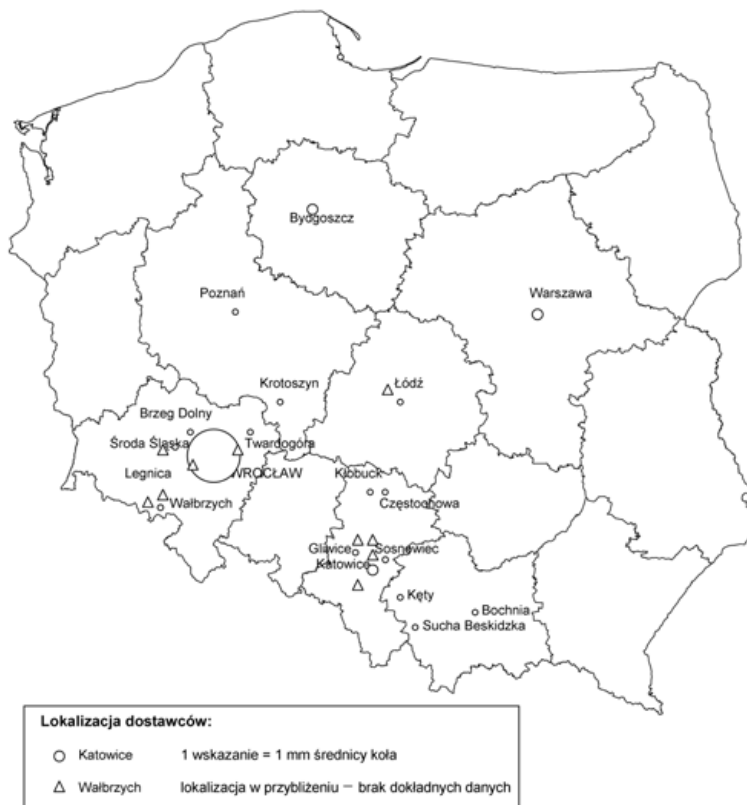 Bydgoszcz
Poznań
Warszawa
Krotoszyn
Łódź
Brzeg Dolny
Środa Śląska
Twardogóra
Legnica
WROCŁAW
Kłobuck
Wałbrzych
Częstochowa
Gliwice
Sosnewiec
Katowice
Kęty
Bochnia
Sucha Beskidzka
Lokalizacja dostawców:
Katowice 1 wskazanie = 1 mm średnicy koła
Wałbrzych lokalizacja w przybliżeniu – brak dokładnych danych